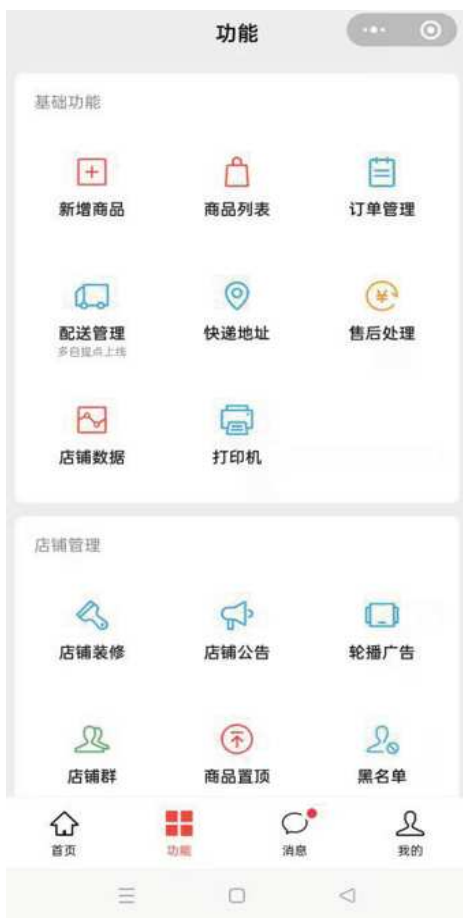 功能
基础功能
新增商品 商品列表 订单管理
配送管理 快递地址 售后处理
多自提点上线
店铺数据 打印机
店铺管理
店铺装修 店铺公告 轮播广告
店铺群 商品置顶 黑名单
首页 功能 消息 我的